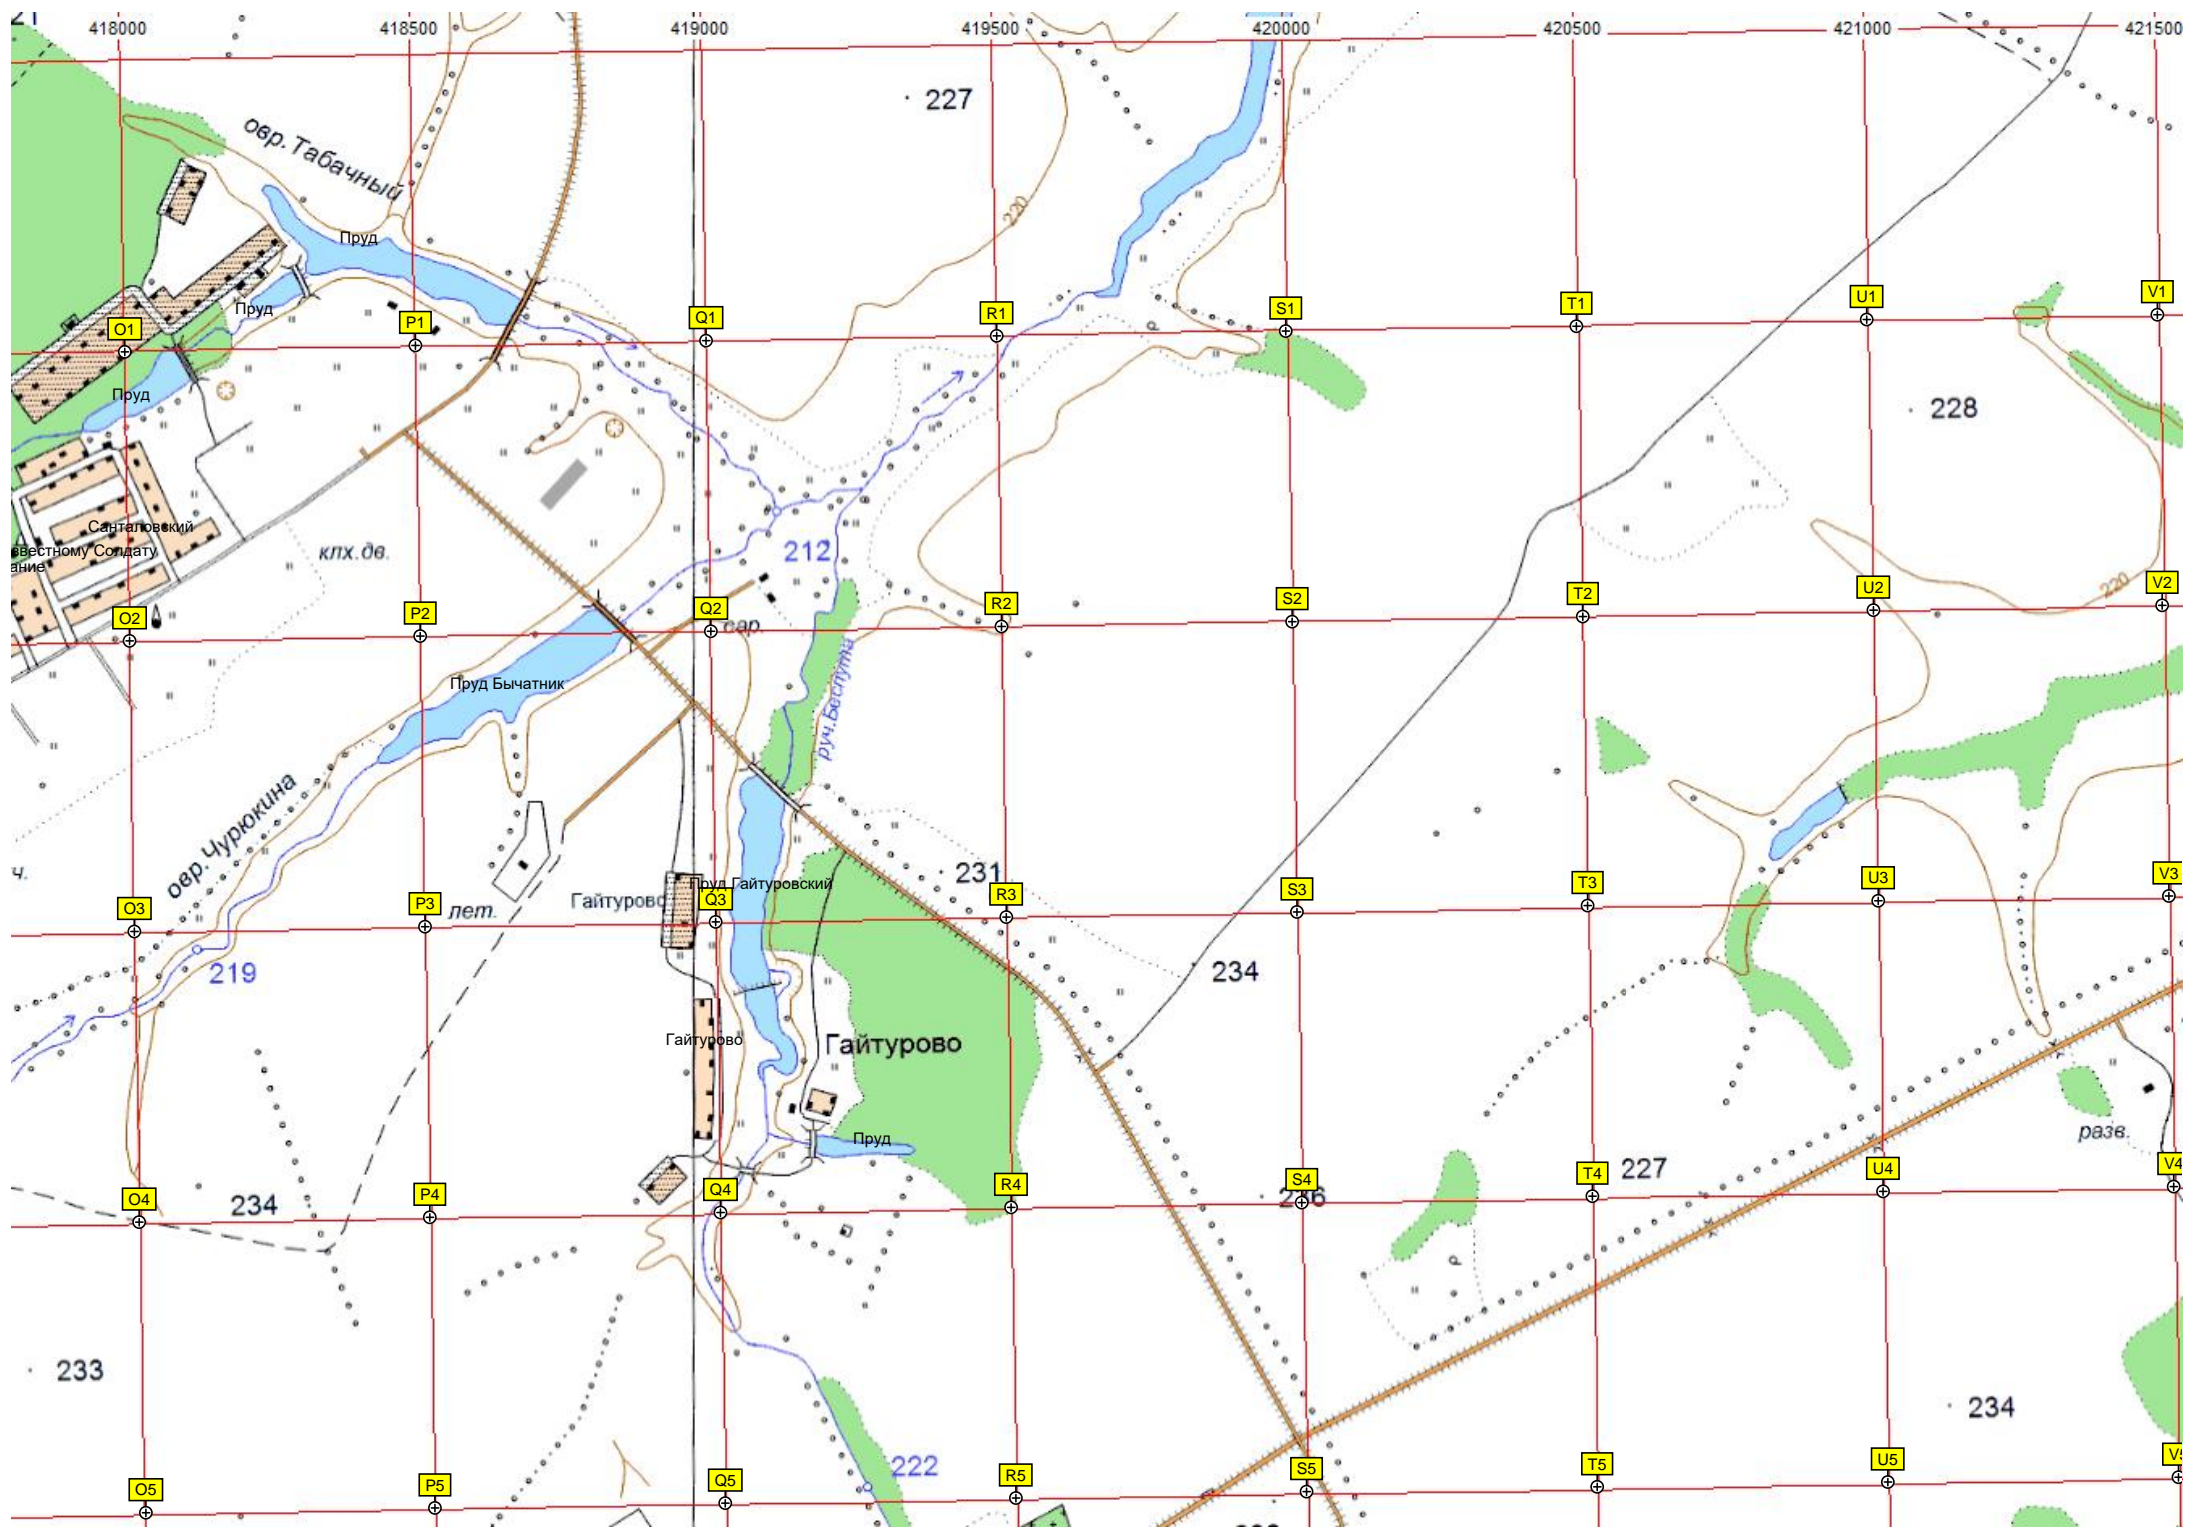 418000 418500 419000 419500 420000 420500 421000 421500
227
овр. Табачный
220
Пруд
Пруд
O1 P1 Q1 R1 S1 T1 U1 V1
Пруд
228
Санталовский
звестному Солдату
ание
клх.дв.
212
220
O2 P2 Q2 R2 S2 T2 U2 V2
сар.
Пруд Бычатник
руч.Беспута
овр.Чурюкина
ч.
231
Пруд Гайтуровский
Гайтурово
лет.
O3 P3 Q3 R3 S3 T3 U3 V3
219
234
Гайтурово
Гайтурово
Пруд
разв.
227
O4 P4 Q4 R4 S4 T4 U4 V4
234
233
234
222
O5 P5 Q5 R5 S5 T5 U5